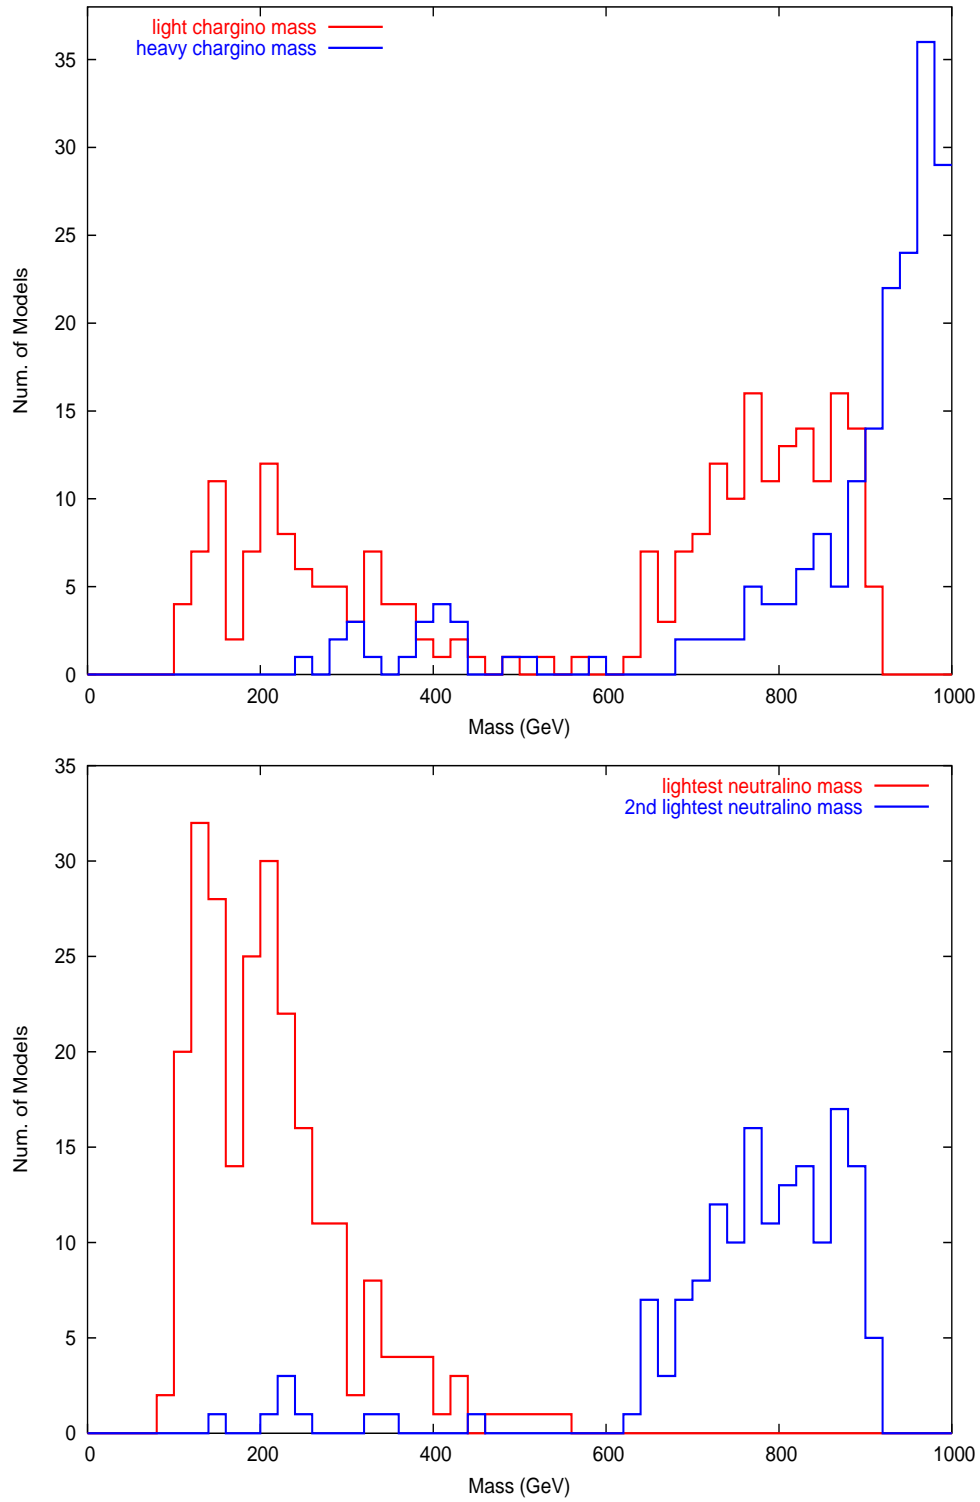 light chargino mass
heavy chargino mass
35
30
25
20
15
10
5
0
Num. of Models
0 200 400 600 800 1000
Mass (GeV)
lightest neutralino mass
2nd lightest neutralino mass
35
30
25
20
15
10
5
0
Num. of Models
0 200 400 600 800 1000
Mass (GeV)